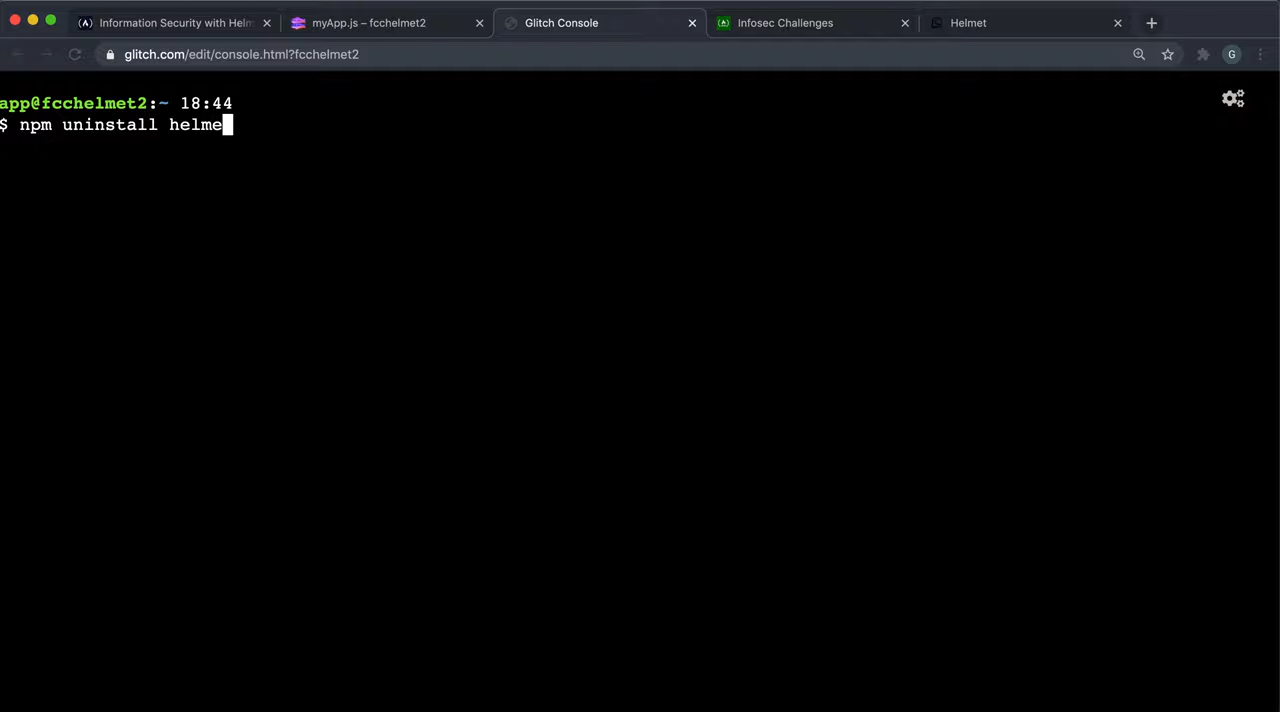 Information Security with Helm
myApp.js – fcchelmet2
Glitch Console
Infosec Challenges
Helmet
glitch.com/edit/console.html?fcchelmet2
G
app@fcchelmet2:~ 18:44
$ npm uninstall helme